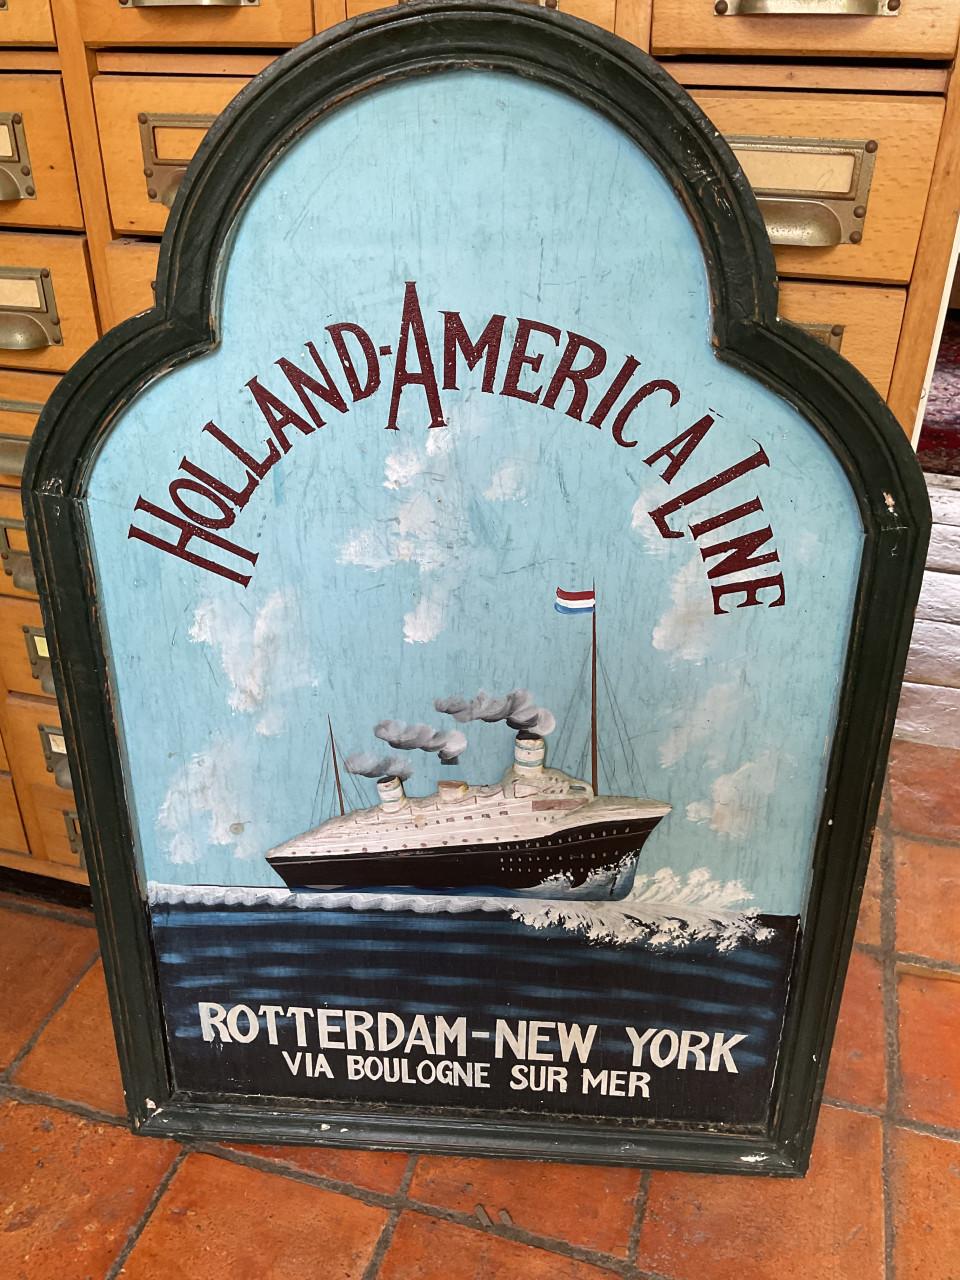 HOLLAND-AMERICA LINE
ROTTERDAM-NEW YORK
VIA BOULOGNE SUR MER